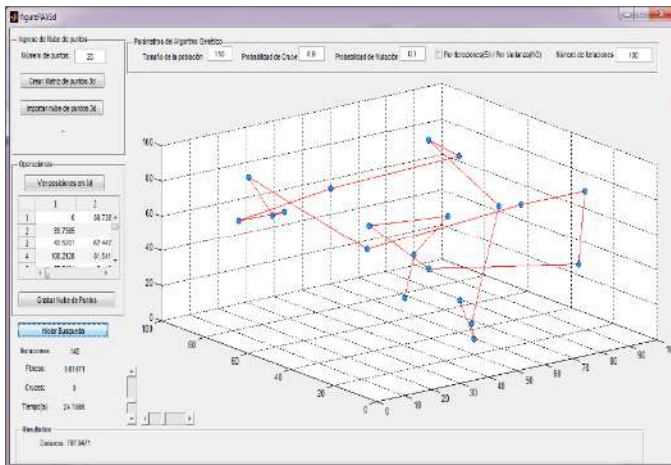 figurePAVi3d
Ingreso de Nube de puntos
Número de puntos: 20
Crear Matriz de puntos 3d
Importar nube de puntos 3d
Parámetros del Algoritmo Genético
Tamaño de la población 150 Probabilidad de Cruce 0.9 Probabilidad de Mutación 0.1 Por Iteraciones(SI) / Por Varianza(NO) Número de iteraciones 100
Operaciones
Ver posiciones en 3d
1 2
1 0
2
3
4
Grabar Nube de Puntos
Iniciar Busqueda
Iteraciones: 140
Fitness:
Cruces: 0
Tiempo(s)
Resultados
Distancia:
100
80
60
40
20
0
100 80 60 40 20 0
0 10 20 30 40 50 60 70 80 90